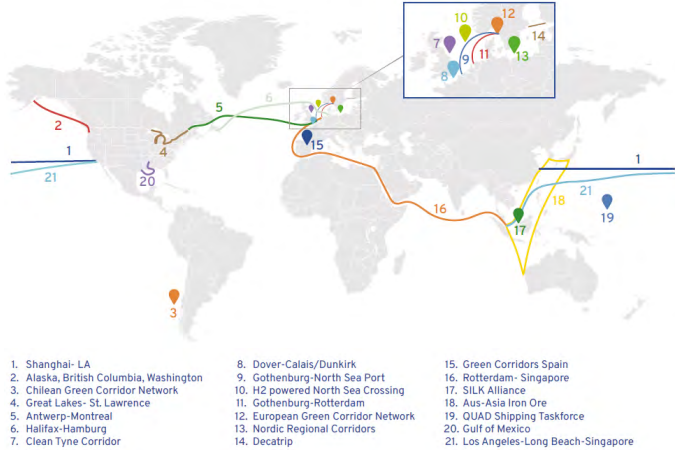 12
10
14
7
9
11
13
8
6
5
2
4
15
1
1
20
21
21
16
18
17
19
3
1. Shanghai- LA
2. Alaska, British Columbia, Washington
3. Chilean Green Corridor Network
4. Great Lakes- St. Lawrence
5. Antwerp-Montreal
6. Halifax-Hamburg
7. Clean Tyne Corridor
8. Dover-Calais/Dunkirk
9. Gothenburg-North Sea Port
10. H2 powered North Sea Crossing
11. Gothenburg-Rotterdam
12. European Green Corridor Network
13. Nordic Regional Corridors
14. Decatrip
15. Green Corridors Spain
16. Rotterdam- Singapore
17. SILK Alliance
18. Aus-Asia Iron Ore
19. QUAD Shipping Taskforce
20. Gulf of Mexico
21. Los Angeles-Long Beach-Singapore